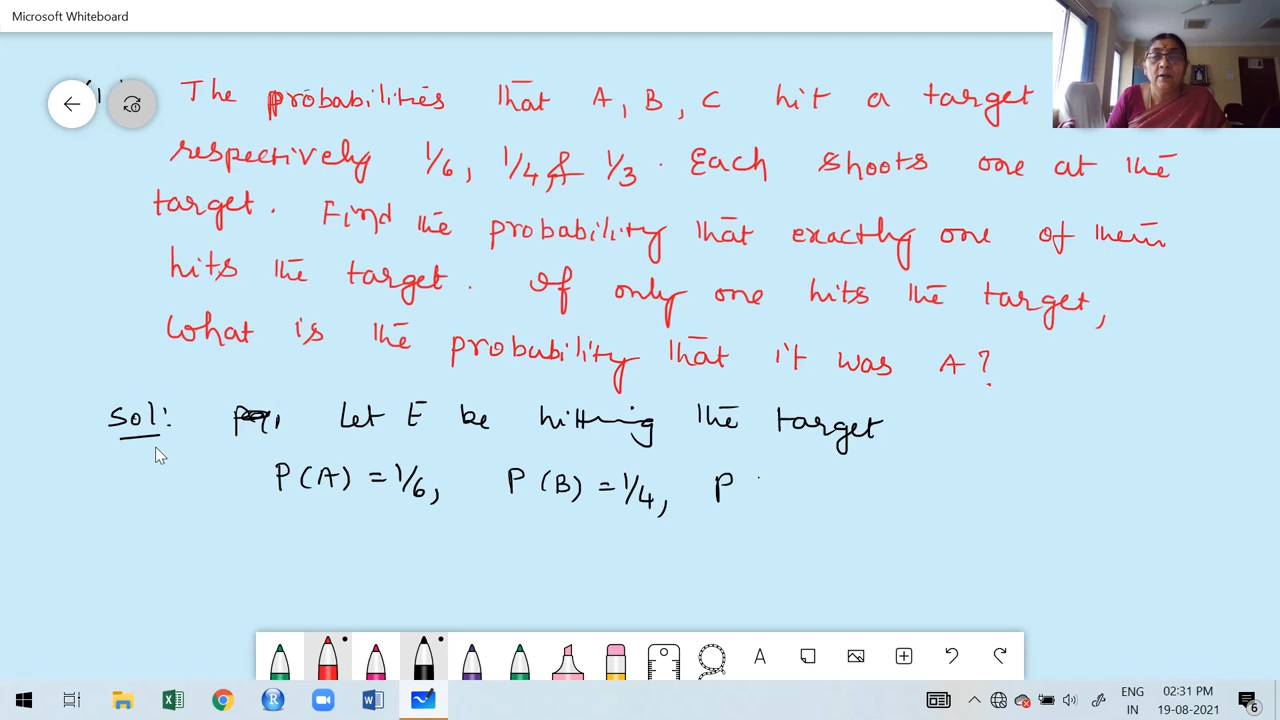 Microsoft Whiteboard
The probabilities that A, B, C hit a target
respectively 1/6, 1/4, & 1/3. Each shoots one at the
target. Find the probability that exactly one of them
hits the target. If only one hits the target,
What is the probability that it was A?
Sol: Let E be hitting the target
P(A) = 1/6, P(B) = 1/4, P
ENG
IN
02:31 PM
19-08-2021
6